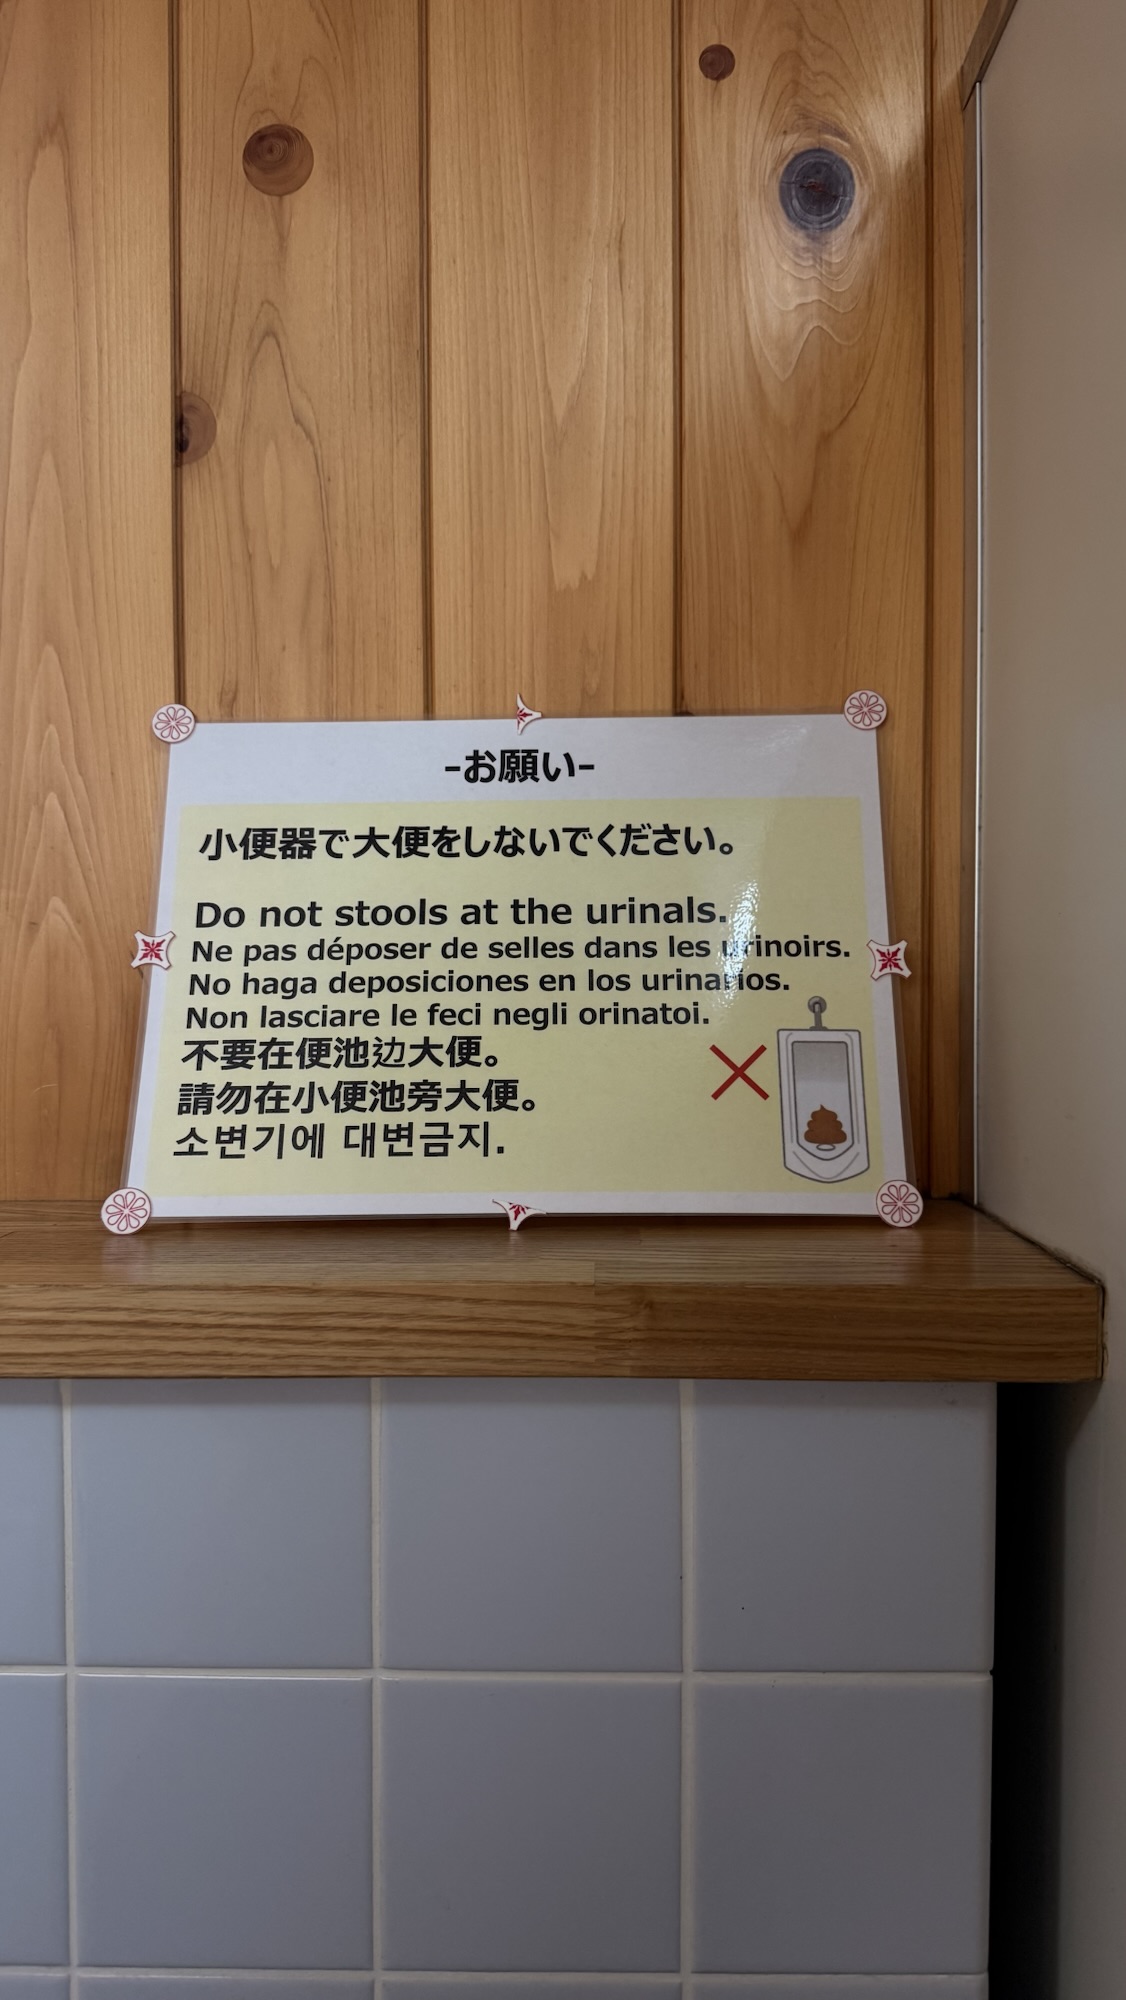 -お願い-
小便器で大便をしないでください。
Do not stools at the urinals.
Ne pas déposer de selles dans les urinoirs.
No haga deposiciones en los urinarios.
Non lasciare le feci negli orinatoi.
不要在便池边大便。
請勿在小便池旁大便。
소변기에 대변금지.